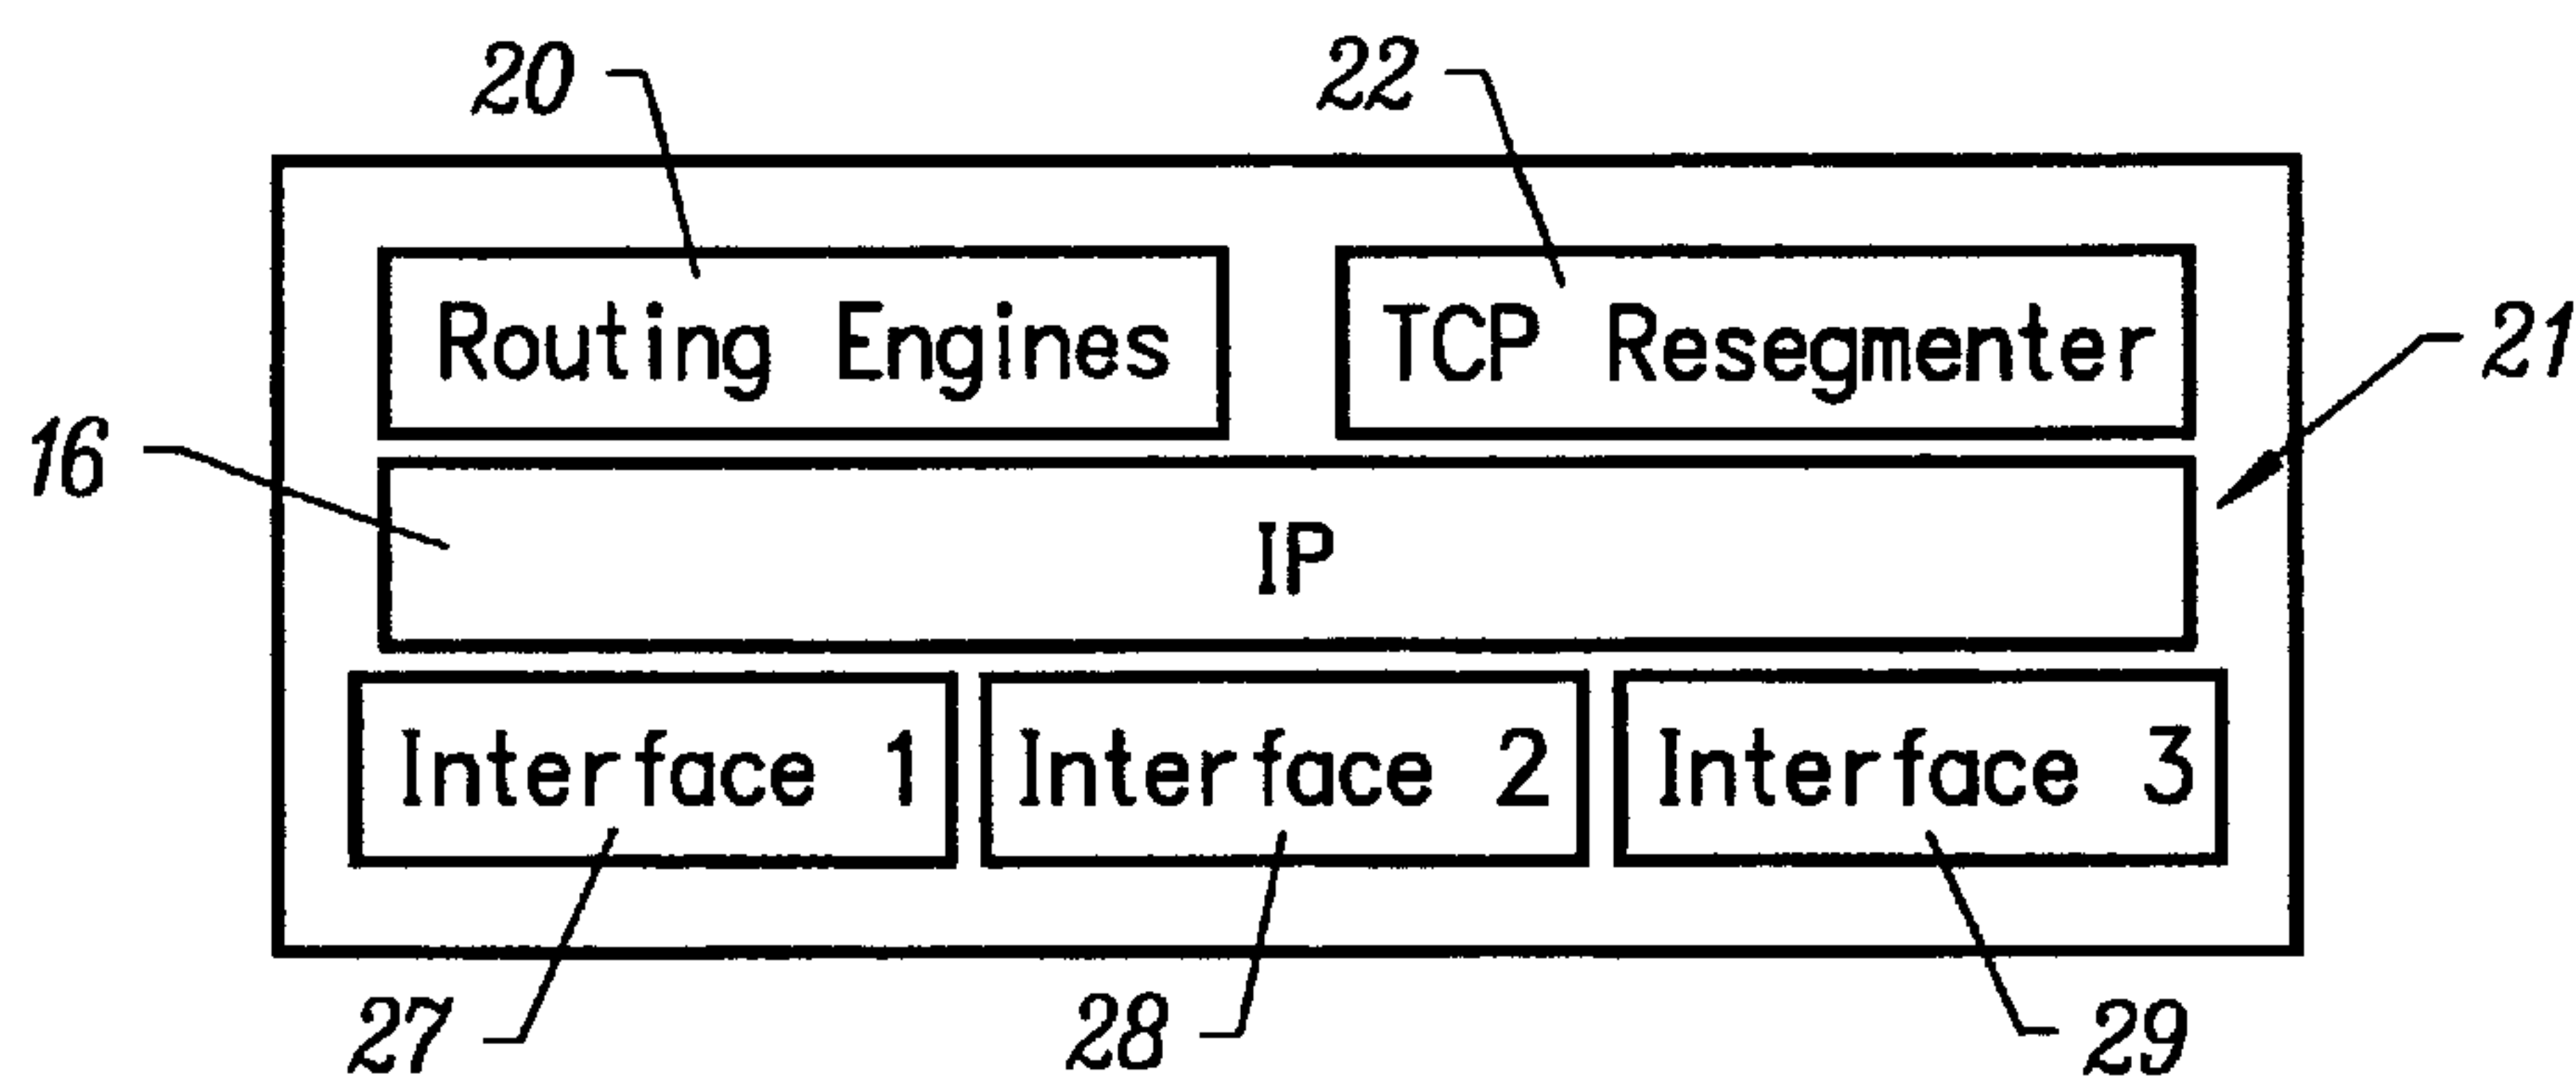 20 22
Routing Engines TCP Resegmenter
21
16
IP
Interface 1 Interface 2 Interface 3
27 28 29